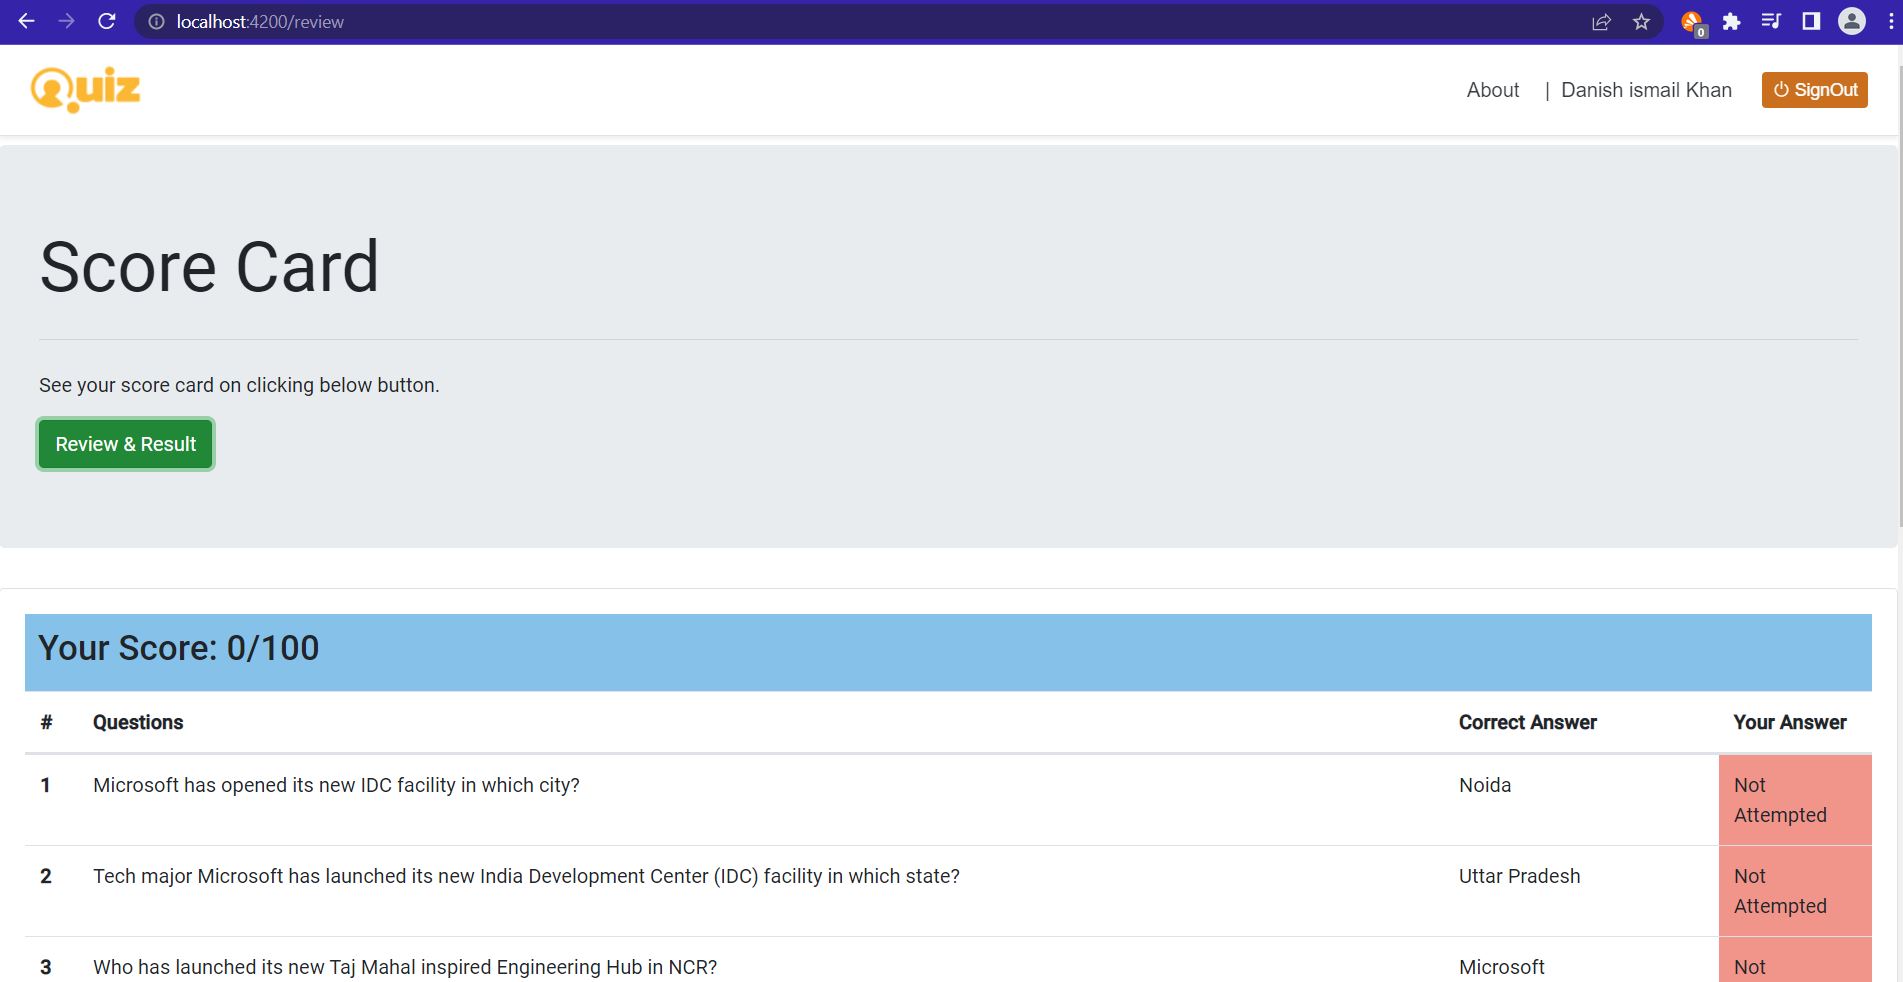 localhost:4200/review
0
Quiz
About | Danish ismail Khan SignOut
Score Card
See your score card on clicking below button.
Review & Result
Your Score: 0/100
# Questions Correct Answer Your Answer
1 Microsoft has opened its new IDC facility in which city? Noida Not
Attempted
2 Tech major Microsoft has launched its new India Development Center (IDC) facility in which state? Uttar Pradesh Not
Attempted
3 Who has launched its new Taj Mahal inspired Engineering Hub in NCR? Microsoft Not